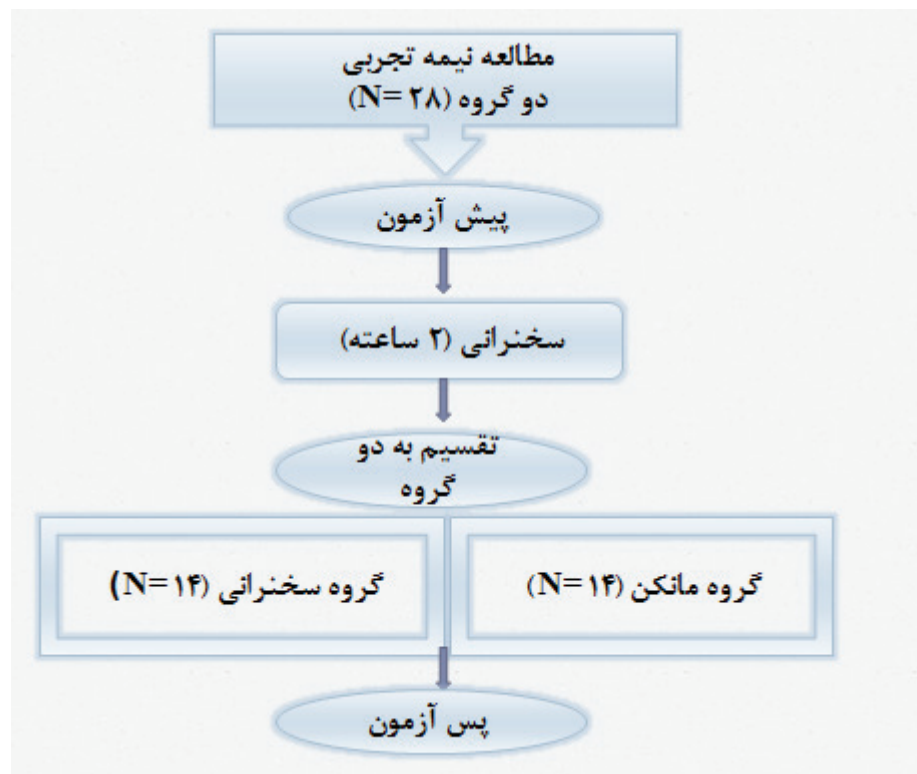 مطالعه نیمه تجربی
دو گروه (N= ۲۸)
پیش آزمون
سخنرانی (۲ ساعته)
تقسیم به دو
گروه
گروه مانکن (N= ۱۴)
گروه سخنرانی (N= ۱۴)
پس آزمون